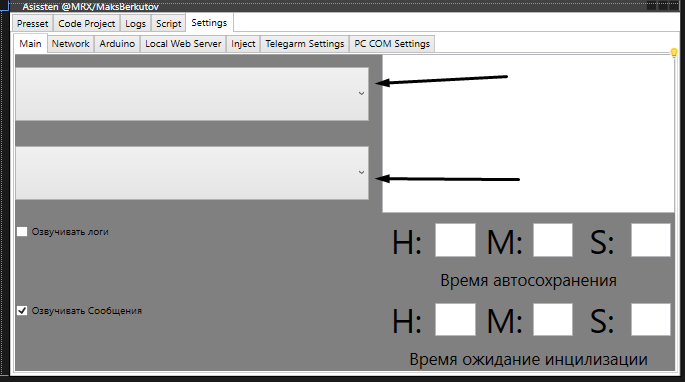 Asissten @MRX/MaksBerkutov
Presset Code Project Logs Script Settings
Main Network Arduino Local Web Server Inject Telegarm Settings PC COM Settings
Озвучивать логи
H: M: S:
Время автосохранения
Озвучивать Сообщения
H: M: S:
Время ожидание инцилизации